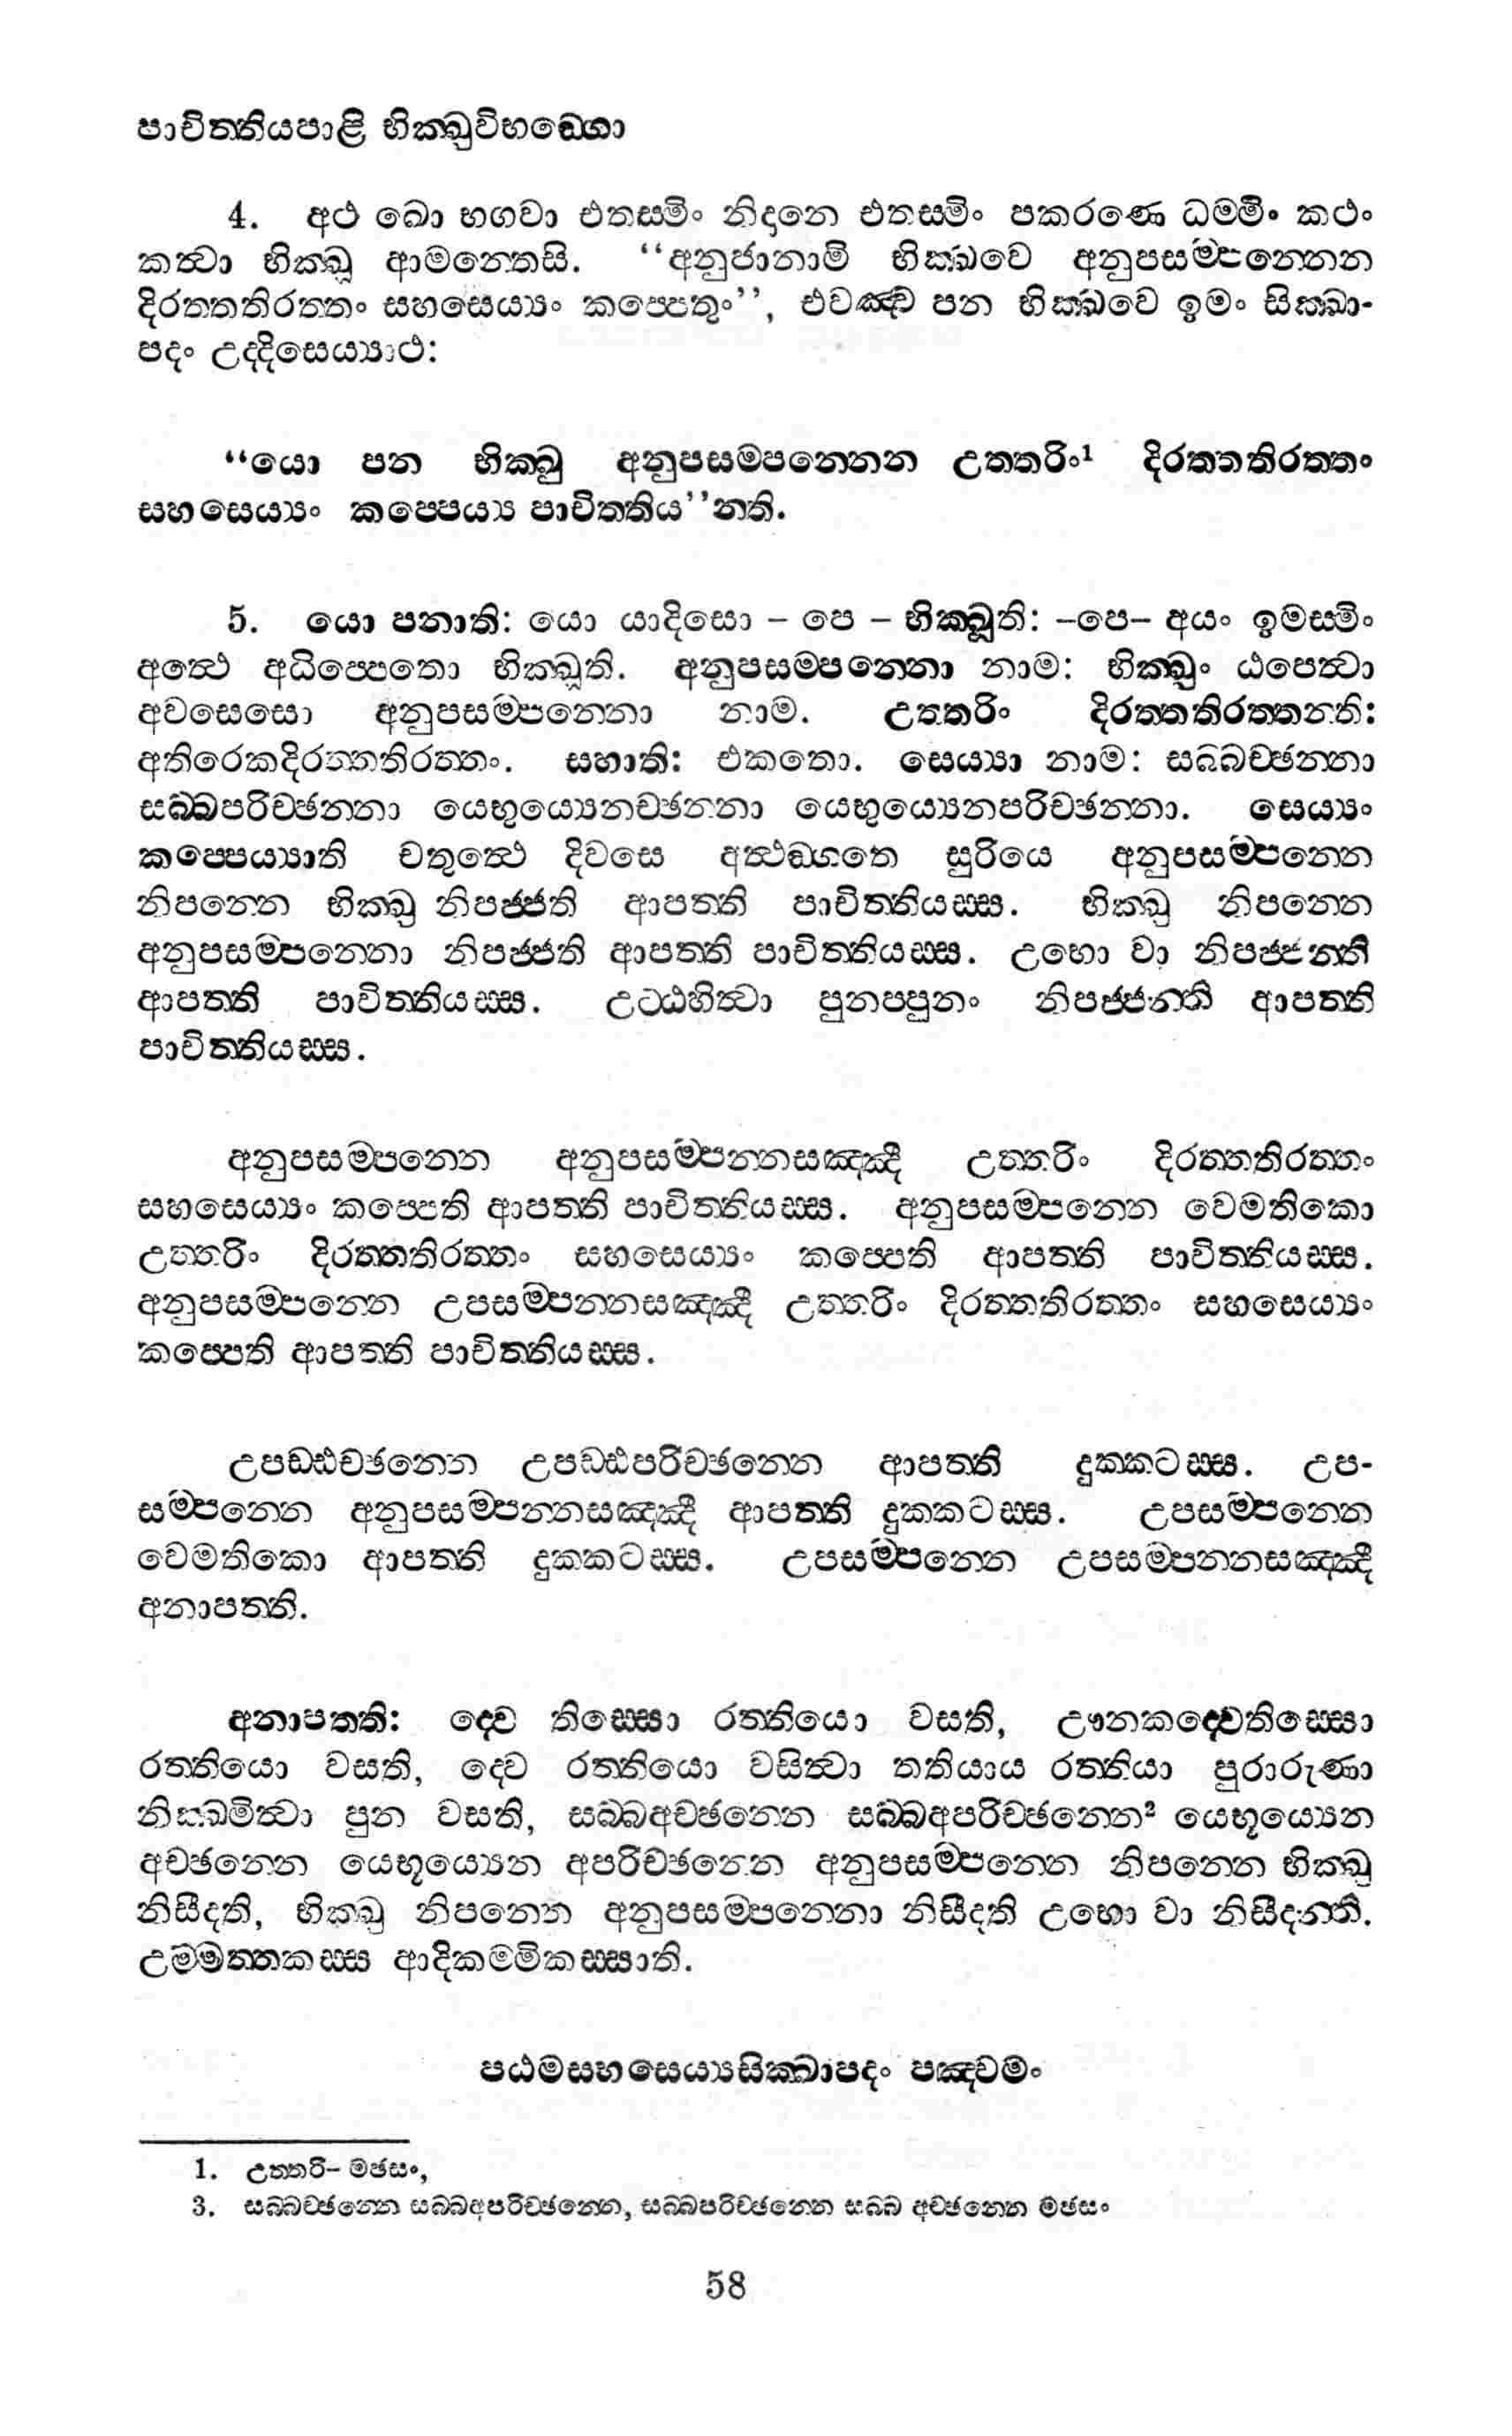 පාචිත්තියපාළි භික්ඛුවිභඞ්ගො
4. අථ ඛො භගවා එතස්මිං නිදානෙ එතස්මිං පකරණෙ ධම්මිං කථං
කත්වා භික්ඛූ ආමන්තෙසි. “අනුජානාමි භික්ඛවෙ අනුපසම්පන්නෙන
දිරත්තතිරත්තං සහසෙය්‍යං කප්පෙතුං”, එවඤ්ච පන භික්ඛවෙ ඉමං සික්ඛා-
පදං උද්දිසෙය්‍යාථ:
“යො පන භික්ඛු අනුපසම්පන්නෙන උත්තරිං¹ දිරත්තතිරත්තං
සහසෙය්‍යං කප්පෙය්‍ය පාචිත්තිය”න්ති.
5. යො පනාති: යො යාදිසො – පෙ – භික්ඛූති: –පෙ– අයං ඉමස්මිං
අත්ථෙ අධිප්පෙතො භික්ඛූති. අනුපසම්පන්නො නාම: භික්ඛුං ඨපෙත්වා
අවසෙසො අනුපසම්පන්නො නාම. උත්තරිං දිරත්තතිරත්තන්ති:
අතිරෙකදිරත්තතිරත්තං. සහාති: එකතො. සෙය්‍යා නාම: සබ්බච්ඡන්නා
සබ්බපරිච්ඡන්නා යෙභුය්‍යෙනච්ඡන්නා යෙභුය්‍යෙනපරිච්ඡන්නා. සෙය්‍යං
කප්පෙය්‍යාති චතුත්ථෙ දිවසෙ අත්ථඞ්ගතෙ සුරියෙ අනුපසම්පන්නෙ
නිපන්නෙ භික්ඛු නිපජ්ජති ආපත්ති පාචිත්තියස්ස. භික්ඛු නිපන්නෙ
අනුපසම්පන්නො නිපජ්ජති ආපත්ති පාචිත්තියස්ස. උභො වා නිපජ්ජන්ති
ආපත්ති පාචිත්තියස්ස. උට්ඨහිත්වා පුනප්පුනං නිපජ්ජන්ති ආපත්ති
පාචිත්තියස්ස.
අනුපසම්පන්නෙ අනුපසම්පන්නසඤ්ඤී උත්තරිං දිරත්තතිරත්තං
සහසෙය්‍යං කප්පෙති ආපත්ති පාචිත්තියස්ස. අනුපසම්පන්නෙ වෙමතිකො
උත්තරිං දිරත්තතිරත්තං සහසෙය්‍යං කප්පෙති ආපත්ති පාචිත්තියස්ස.
අනුපසම්පන්නෙ උපසම්පන්නසඤ්ඤී උත්තරිං දිරත්තතිරත්තං සහසෙය්‍යං
කප්පෙති ආපත්ති පාචිත්තියස්ස.
උපඩ්ඪච්ඡන්නෙ උපඩ්ඪපරිච්ඡන්නෙ ආපත්ති දුක්කටස්ස. උප-
සම්පන්නෙ අනුපසම්පන්නසඤ්ඤී ආපත්ති දුක්කටස්ස. උපසම්පන්නෙ
වෙමතිකො ආපත්ති දුක්කටස්ස. උපසම්පන්නෙ උපසම්පන්නසඤ්ඤී
අනාපත්ති.
අනාපත්ති: ද්වෙ තිස්සො රත්තියො වසති, ඌනකද්වෙතිස්සො
රත්තියො වසති, ද්වෙ රත්තියො වසිත්වා තතියාය රත්තියා පුරාරුණා
නික්ඛමිත්වා පුන වසති, සබ්බඅච්ඡන්නෙ සබ්බඅපරිච්ඡන්නෙ² යෙභූය්‍යෙන
අච්ඡන්නෙ යෙභූය්‍යෙන අපරිච්ඡන්නෙ අනුපසම්පන්නෙ නිපන්නෙ භික්ඛු
නිසීදති, භික්ඛු නිපන්නෙ අනුපසම්පන්නො නිසීදති උභො වා නිසීදන්ති.
උම්මත්තකස්ස ආදිකම්මිකස්සාති.
පඨමසහසෙය්‍යසික්ඛාපදං පඤ්චමං
1. උත්තරි– මඡසං,
3. සබ්බච්ඡන්නෙ සබ්බඅපරිච්ඡන්නෙ, සබ්බපරිච්ඡන්නෙ සබ්බ අච්ඡන්නෙ මඡසං
58